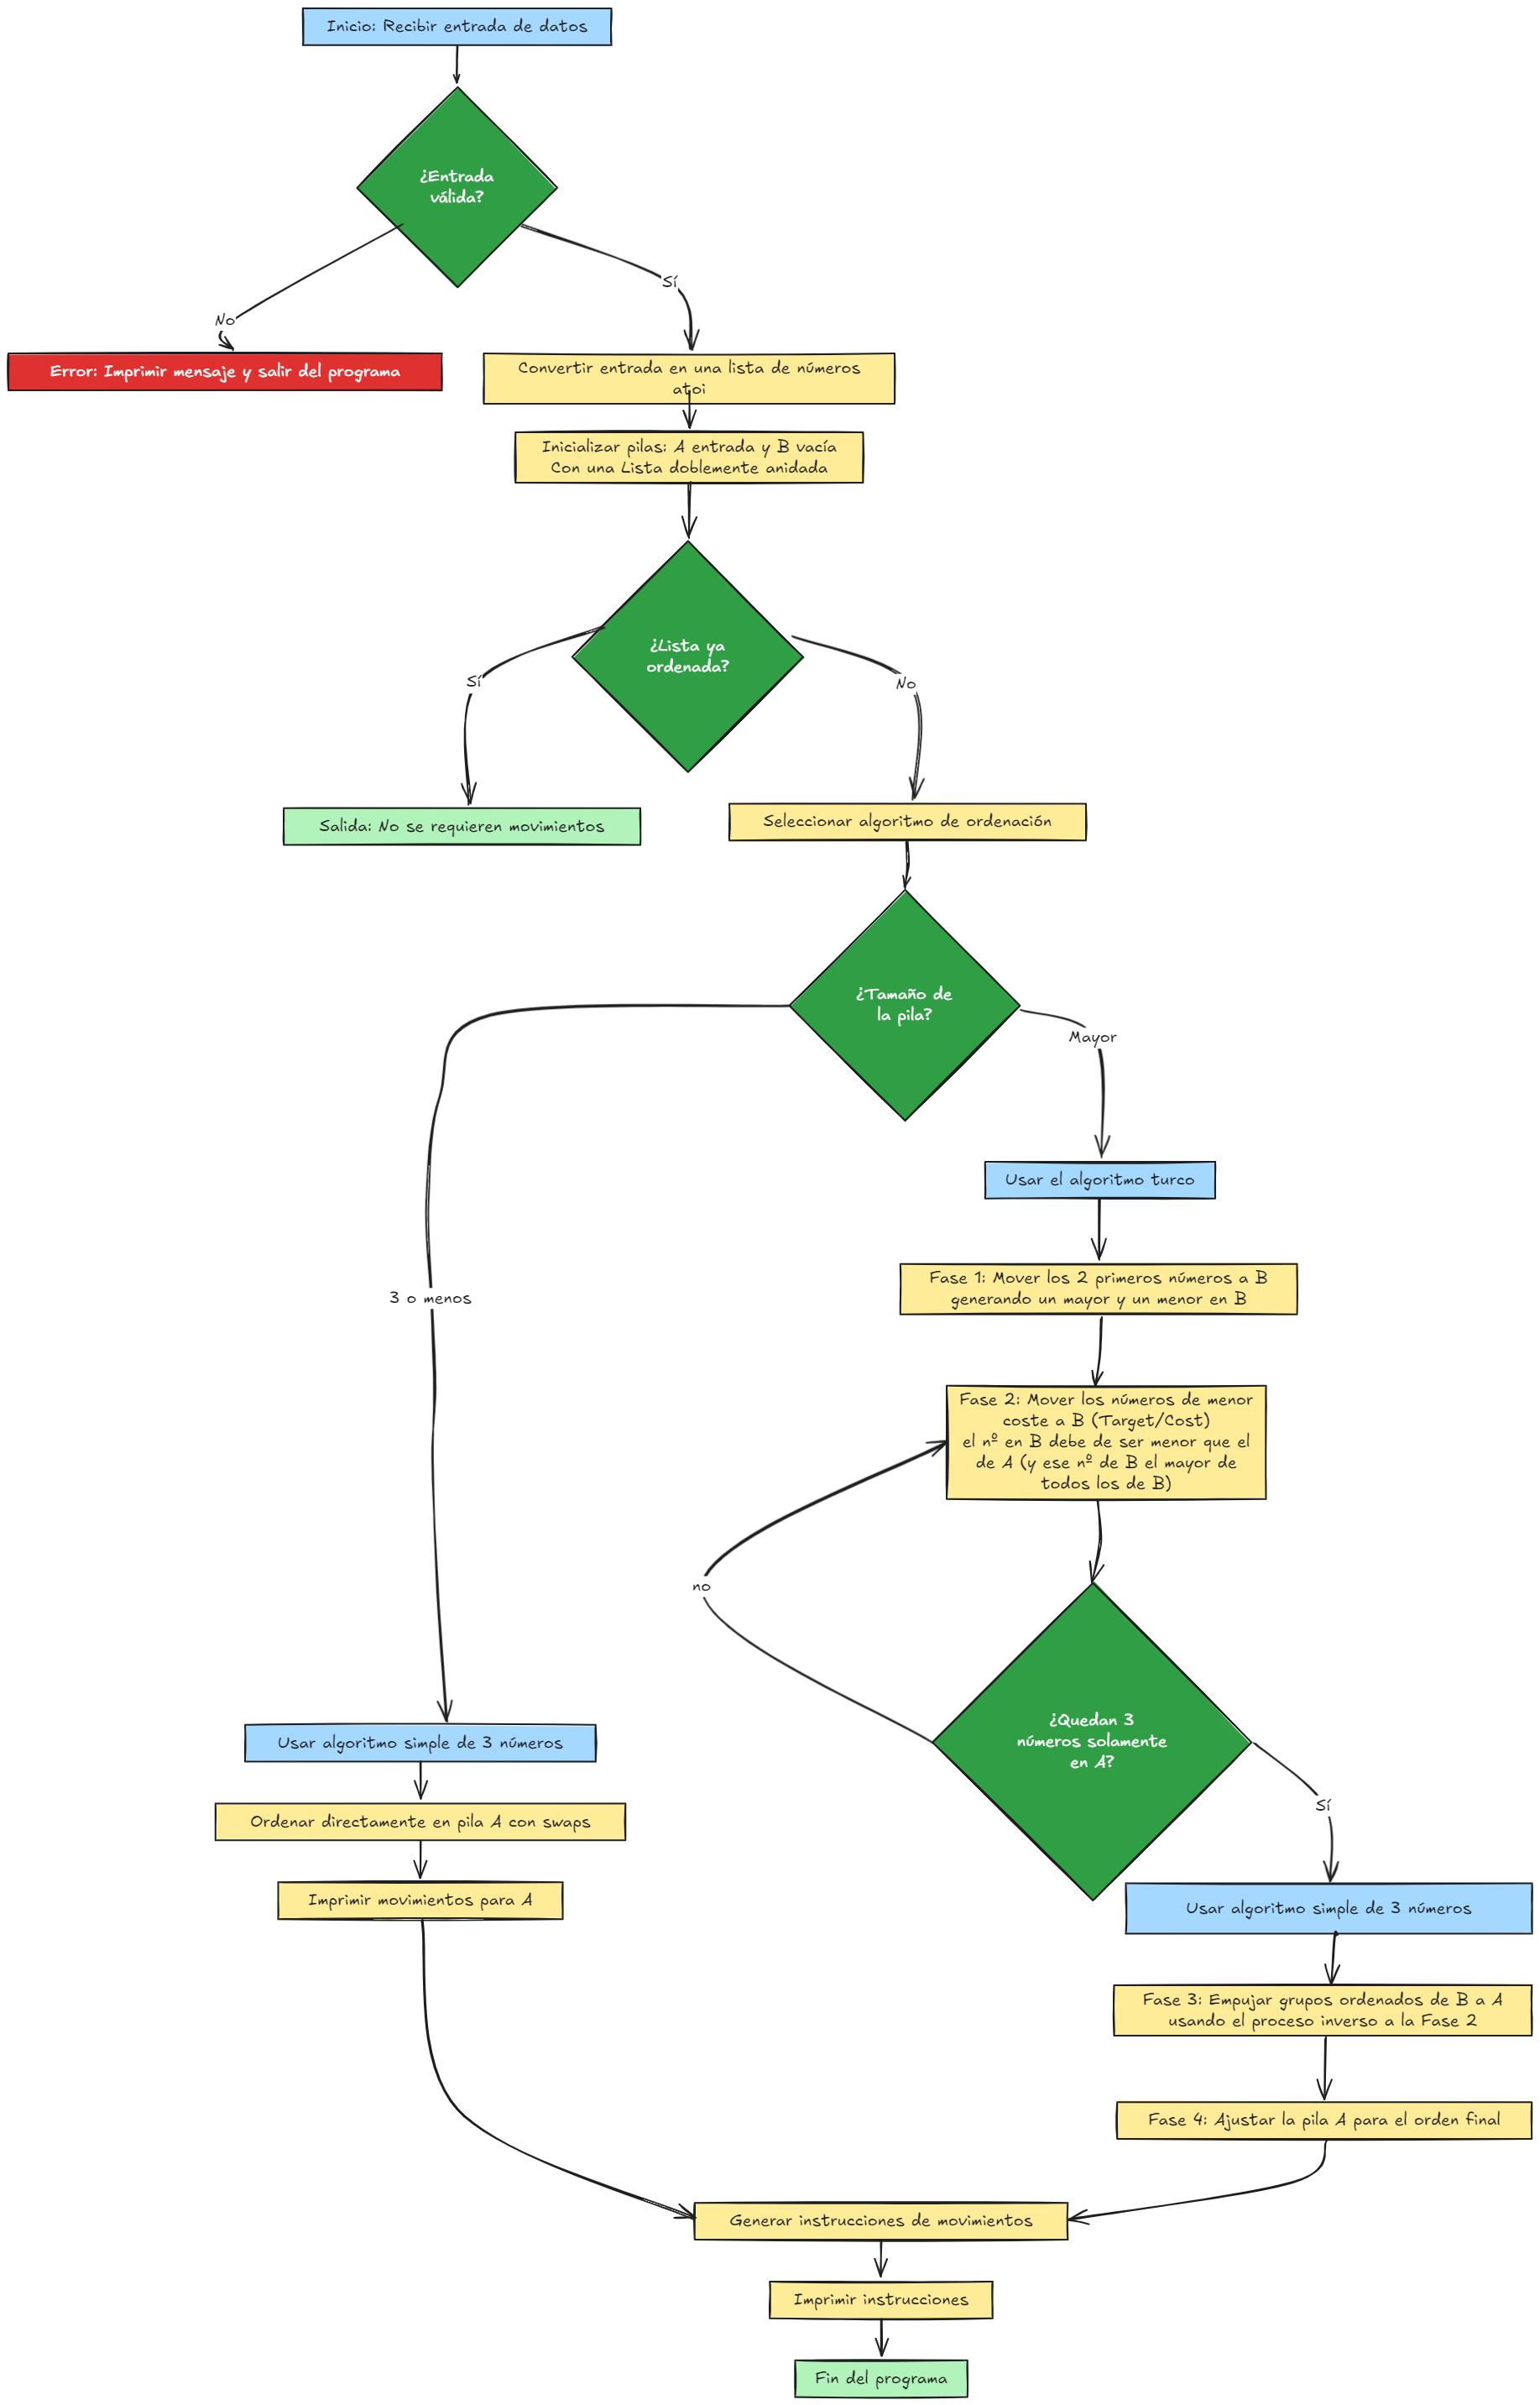 Inicio: Recibir entrada de datos
¿Entrada
válida?
No
Sí
Error: Imprimir mensaje y salir del programa
Convertir entrada en una lista de números
atoi
Inicializar pilas: A entrada y B vacía
Con una Lista doblemente anidada
¿Lista ya
ordenada?
Sí
No
Salida: No se requieren movimientos
Seleccionar algoritmo de ordenación
¿Tamaño de
la pila?
Mayor
3 o menos
Usar el algoritmo turco
Fase 1: Mover los 2 primeros números a B
generando un mayor y un menor en B
Fase 2: Mover los números de menor
coste a B (Target/Cost)
el nº en B debe de ser menor que el
de A (y ese nº de B el mayor de
todos los de B)
no
¿Quedan 3
números solamente
en A?
Sí
Usar algoritmo simple de 3 números
Ordenar directamente en pila A con swaps
Imprimir movimientos para A
Usar algoritmo simple de 3 números
Fase 3: Empujar grupos ordenados de B a A
usando el proceso inverso a la Fase 2
Fase 4: Ajustar la pila A para el orden final
Generar instrucciones de movimientos
Imprimir instrucciones
Fin del programa